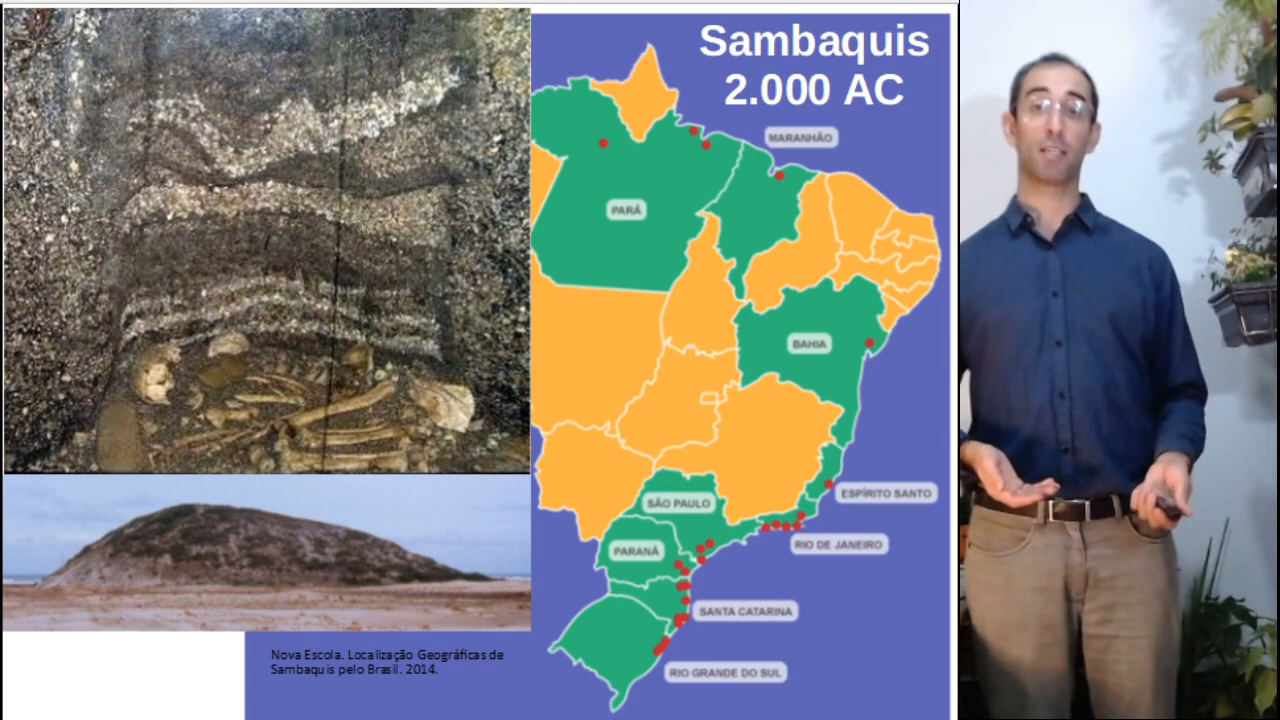 Sambaquis
2.000 AC
MARANHÃO
PARÁ
BAHIA
ESPÍRITO SANTO
SÃO PAULO
RIO DE JANEIRO
PARANÁ
SANTA CATARINA
RIO GRANDE DO SUL
Nova Escola. Localização Geográficas de
Sambaquis pelo Brasil. 2014.